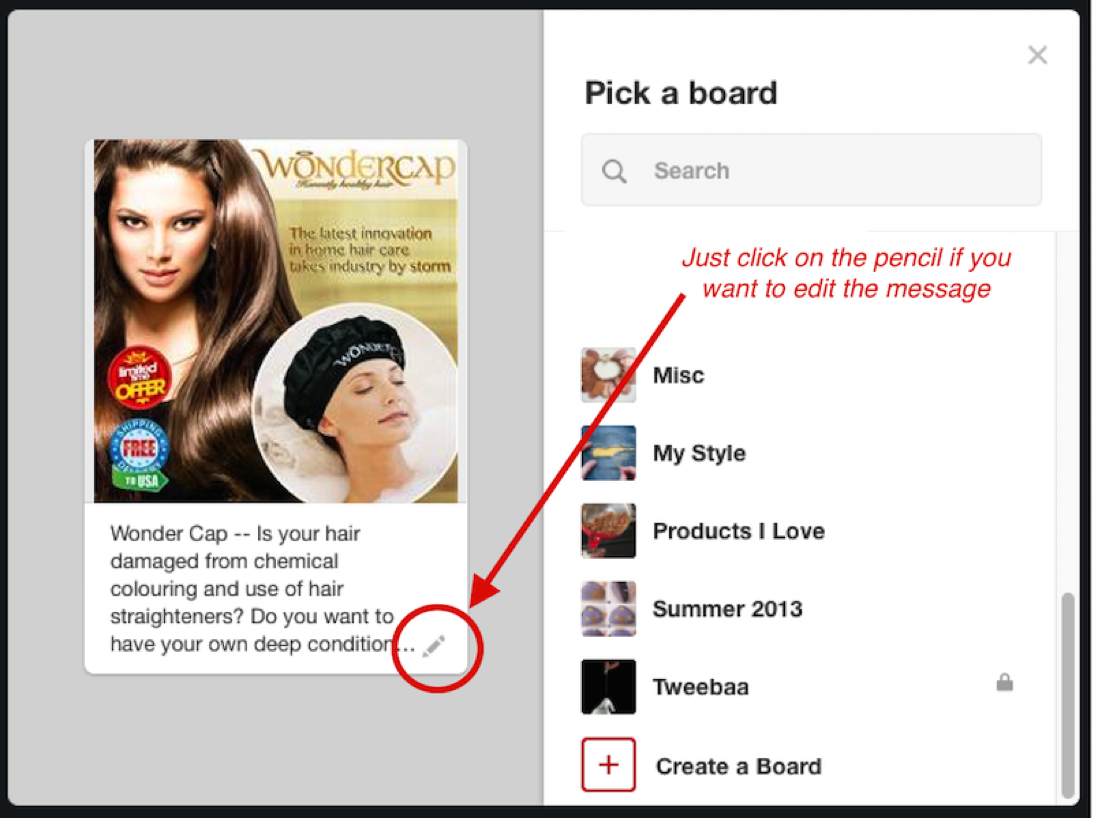 WONDERCAP
Honestly healthy hair
The latest innovation
in home hair care
takes industry by storm
WONDER
limited
time
OFFER
SHIPPING
FREE
TO USA
Wonder Cap -- Is your hair
damaged from chemical
colouring and use of hair
straighteners? Do you want to
have your own deep condition...
Pick a board
Search
Just click on the pencil if you
want to edit the message
Misc
My Style
Products I Love
Summer 2013
Tweebaa
+ Create a Board